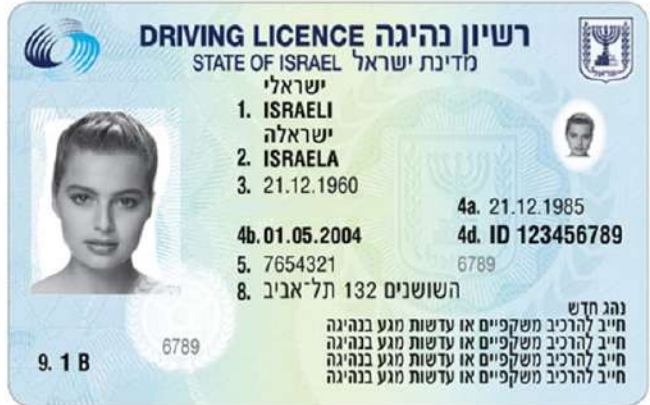 DRIVING LICENCE רשיון נהיגה
STATE OF ISRAEL מדינת ישראל
ישראלי
1. ISRAELI
ישראלה
2. ISRAELA
3. 21.12.1960
4a. 21.12.1985
4b. 01.05.2004
4d. ID 123456789
5. 7654321
6789
8. השושנים 132 תל־אביב
נהג חדש
חייב להרכיב משקפיים או עדשות מגע בנהיגה
חייב להרכיב משקפיים או עדשות מגע בנהיגה
חייב להרכיב משקפיים או עדשות מגע בנהיגה
חייב להרכיב משקפיים או עדשות מגע בנהיגה
6789
9. 1 B